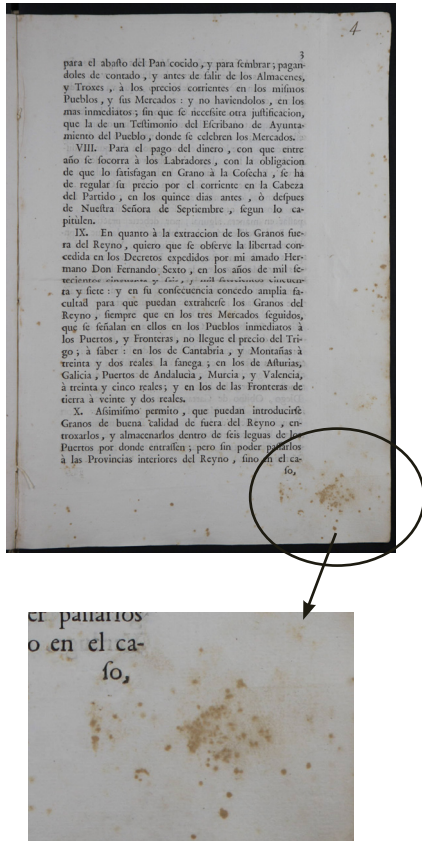 4
3
para el abaſto del Pan cocido, y para ſembrar; pagan-
doles de contado, y antes de ſalir de los Almacenes,
y Troxes, à los precios corrientes en los miſmos
Pueblos, y ſus Mercados: y no haviendolos, en los
mas inmediatos; ſin que ſe neceſsite otra juſtificacion,
que la de un Teſtimonio del Eſcribano de Ayunta-
miento del Pueblo, donde ſe celebren los Mercados.
VIII. Para el pago del dinero, con que entre
año ſe ſocorra à los Labradores, con la obligacion
de que lo ſatisfagan en Grano à la Coſecha, ſe há
de regular ſu precio por el corriente en la Cabeza
del Partido, en los quince dias antes, ò deſpues
de Nueſtra Señora de Septiembre, ſegun lo ca-
pitulen.
IX. En quanto à la extraccion de los Granos fue-
ra del Reyno, quiero que ſe obſerve la libertad con-
cedida en los Decretos expedidos por mi amado Her-
mano Don Fernando Sexto, en los años de mil ſe-
tecientos cinquenta y ſeis, y mil ſetecientos cinquen-
ta y ſiete: y en ſu conſecuencia concedo amplia fa-
cultad para que puedan extraherſe los Granos del
Reyno, ſiempre que en los tres Mercados ſeguidos,
que ſe ſeñalan en ellos en los Pueblos inmediatos à
los Puertos, y Fronteras, no llegue el precio del Tri-
go; à ſaber: en los de Cantabria, y Montañas à
treinta y dos reales la fanega; en los de Aſturias,
Galicia, Puertos de Andalucia, Murcia, y Valencia,
à treinta y cinco reales; y en los de las Fronteras de
tierra à veinte y dos reales.
X. Aſsimiſmo permito, que puedan introducirſe
Granos de buena calidad de fuera del Reyno, en-
troxarlos, y almacenarlos dentro de ſeis leguas de los
Puertos por donde entraſſen; pero ſin poder paſſarlos
à las Provincias interiores del Reyno, ſino en el ca-
ſo,
er paſſarlos
o en el ca-
ſo,